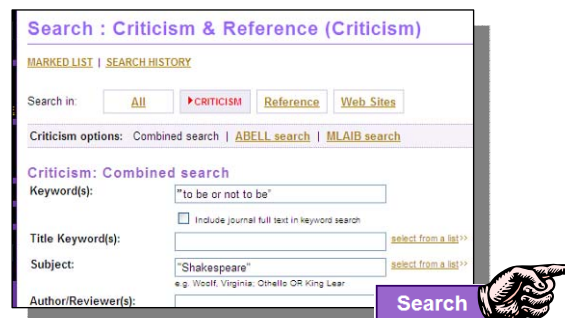 Search : Criticism & Reference (Criticism)
MARKED LIST | SEARCH HISTORY
Search in: All CRITICISM Reference Web Sites
Criticism options: Combined search | ABELL search | MLAIB search
Criticism: Combined search
Keyword(s): "to be or not to be"
Include journal full text in keyword search
Title Keyword(s): select from a list>>
Subject: "Shakespeare" select from a list>>
e.g. Woolf, Virginia; Othello OR King Lear
Author/Reviewer(s):
Search